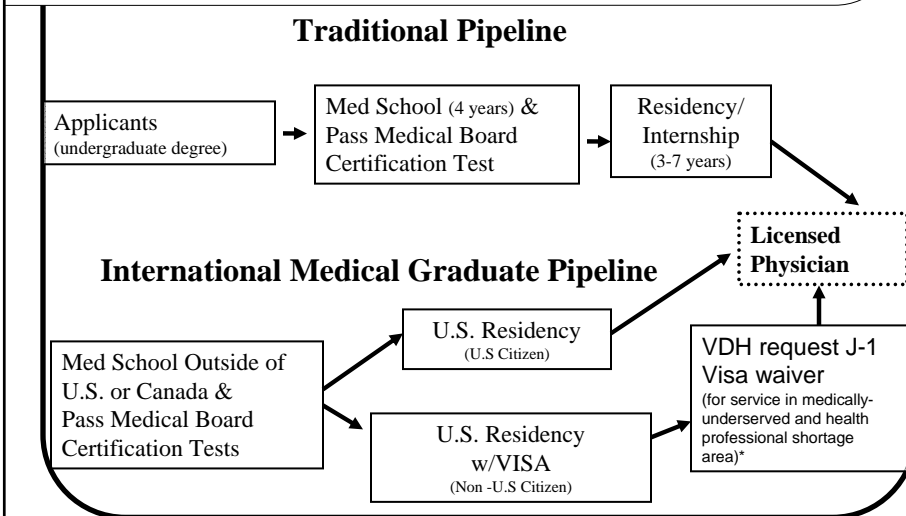 Traditional Pipeline
Applicants
(undergraduate degree)
Med School (4 years) &
Pass Medical Board
Certification Test
Residency/
Internship
(3-7 years)
Licensed
Physician
International Medical Graduate Pipeline
Med School Outside of
U.S. or Canada &
Pass Medical Board
Certification Tests
U.S. Residency
(U.S Citizen)
U.S. Residency
w/VISA
(Non -U.S Citizen)
VDH request J-1
Visa waiver
(for service in medically-
underserved and health
professional shortage
area)*